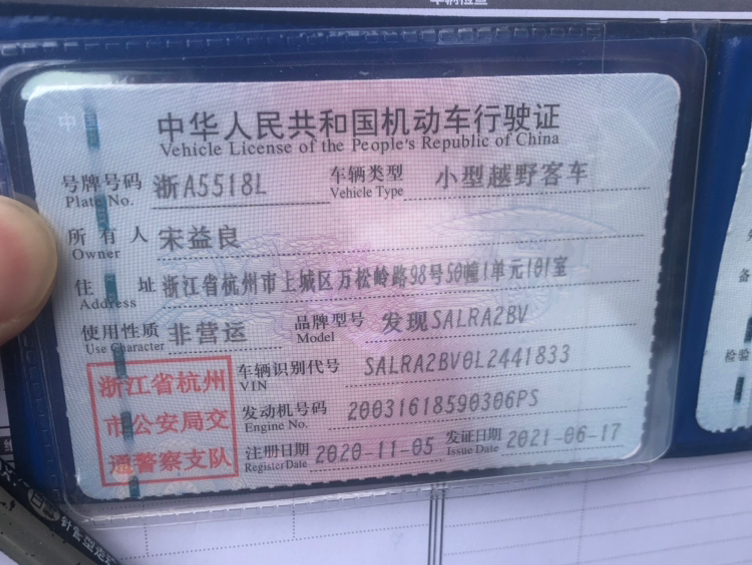 中华人民共和国机动车行驶证
Vehicle License of the People's Republic of China
号牌号码 浙A5518L 车辆类型 小型越野客车
Plate No. Vehicle Type
所有人 宋益良
Owner
住址 浙江省杭州市上城区万松岭路98号50幢1单元101室
Address
使用性质 非营运 品牌型号 发现SALRA2BV
Use Character Model
浙江省杭州
市公安局交
通警察支队
车辆识别代号 SALRA2BV0L2441833
VIN
发动机号码 20031618590306PS
Engine No.
注册日期 2020-11-05 发证日期 2021-06-17
Register Date Issue Date
备
检验